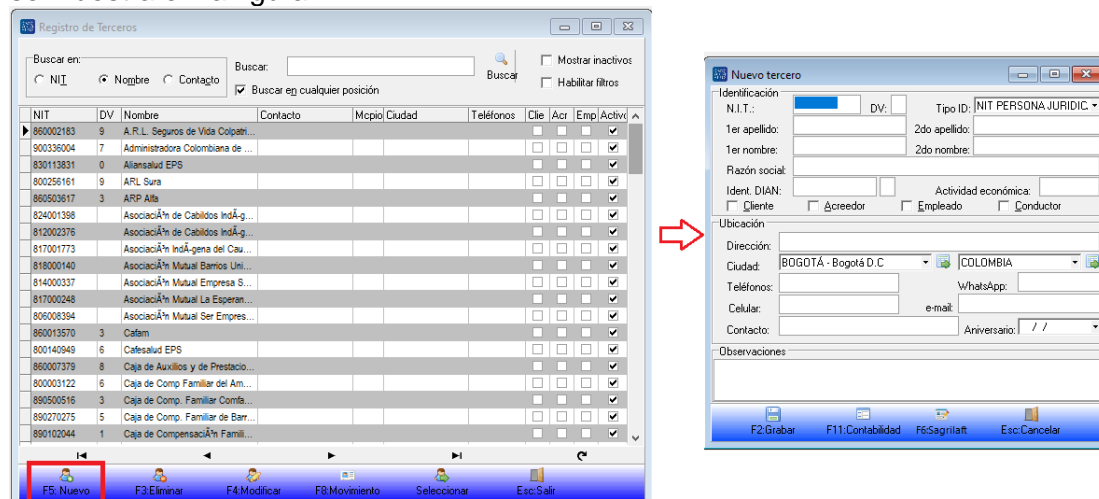 Registro de Terceros
Buscar en:
NIT Nombre Contacto
Buscar:
Buscar en cualquier posición
Buscar
Mostrar inactivos
Habilitar filtros
NIT DV Nombre Contacto Mcpio Ciudad Teléfonos Clie Acr Emp Activo
860002183 9 A.R.L. Seguros de Vida Colpatri...
900336004 7 Administradora Colombiana de ...
830113831 0 Aliansalud EPS
800256161 9 ARL Sura
860503617 3 ARP Alfa
824001398 AsociaciÃ³n de Cabildos IndÃ-g...
812002376 AsociaciÃ³n de Cabildos IndÃ-g...
817001773 AsociaciÃ³n IndÃ-gena del Cau...
818000140 AsociaciÃ³n Mutual Barrios Uni...
814000337 AsociaciÃ³n Mutual Empresa S...
817000248 AsociaciÃ³n Mutual La Esperan...
806008394 AsociaciÃ³n Mutual Ser Empres...
860013570 3 Cafam
800140949 6 Cafesalud EPS
860007379 8 Caja de Auxilios y de Prestacio...
800003122 6 Caja de Comp Familiar del Am...
890500516 3 Caja de Comp. Familiar Comfa...
890270275 5 Caja de Comp. Familiar de Barr...
890102044 1 Caja de CompensaciÃ³n Famili...
F5: Nuevo F3:Eliminar F4:Modificar F8:Movimiento Seleccionar Esc:Salir
Nuevo tercero
Identificación
N.I.T.: DV: Tipo ID: NIT PERSONA JURIDIC.
1er apellido: 2do apellido:
1er nombre: 2do nombre:
Razón social:
Ident. DIAN: Actividad económica:
Cliente Acreedor Empleado Conductor
Ubicación
Dirección:
Ciudad: BOGOTÁ - Bogotá D.C COLOMBIA
Teléfonos: WhatsApp:
Celular: e-mail:
Contacto: Aniversario: / /
Observaciones
F2:Grabar F11:Contabilidad F6:Sagrilaft Esc:Cancelar